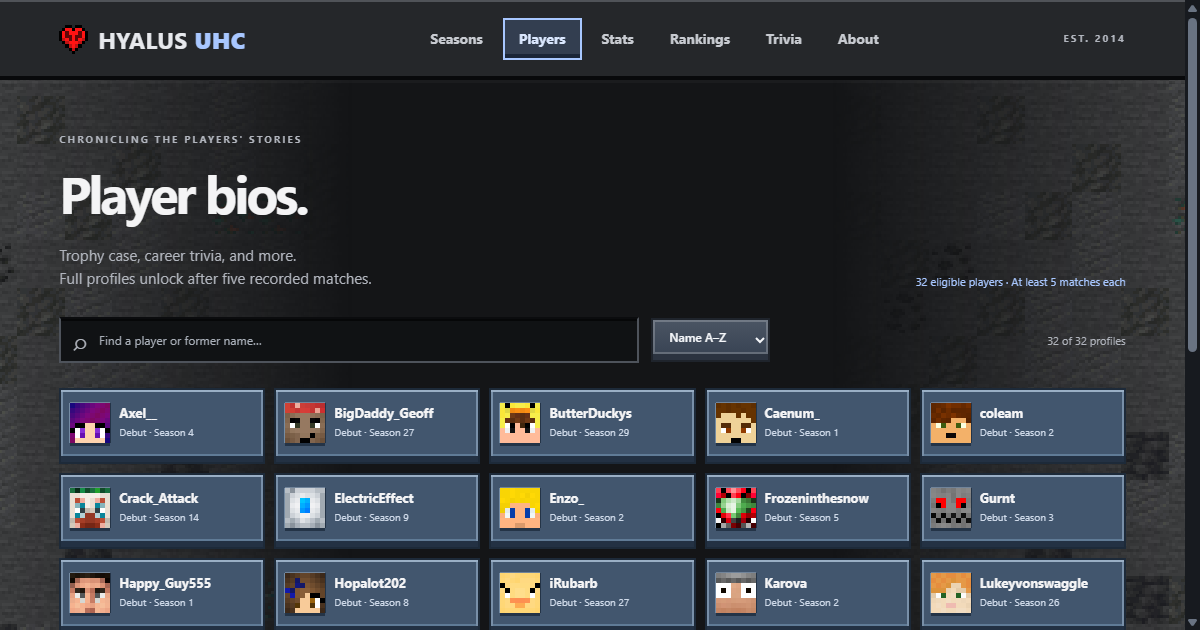 HYALUS UHC
Seasons
Players
Stats
Rankings
Trivia
About
EST. 2014
CHRONICLING THE PLAYERS' STORIES
Player bios.
Trophy case, career trivia, and more.
Full profiles unlock after five recorded matches.
32 eligible players · At least 5 matches each
Find a player or former name...
Name A–Z
32 of 32 profiles
Axel__
Debut · Season 4
BigDaddy_Geoff
Debut · Season 27
ButterDuckys
Debut · Season 29
Caenum_
Debut · Season 1
coleam
Debut · Season 2
Crack_Attack
Debut · Season 14
ElectricEffect
Debut · Season 9
Enzo_
Debut · Season 2
Frozeninthesnow
Debut · Season 5
Gurnt
Debut · Season 3
Happy_Guy555
Debut · Season 1
Hopalot202
Debut · Season 8
iRubarb
Debut · Season 27
Karova
Debut · Season 2
Lukeyvonswaggle
Debut · Season 26